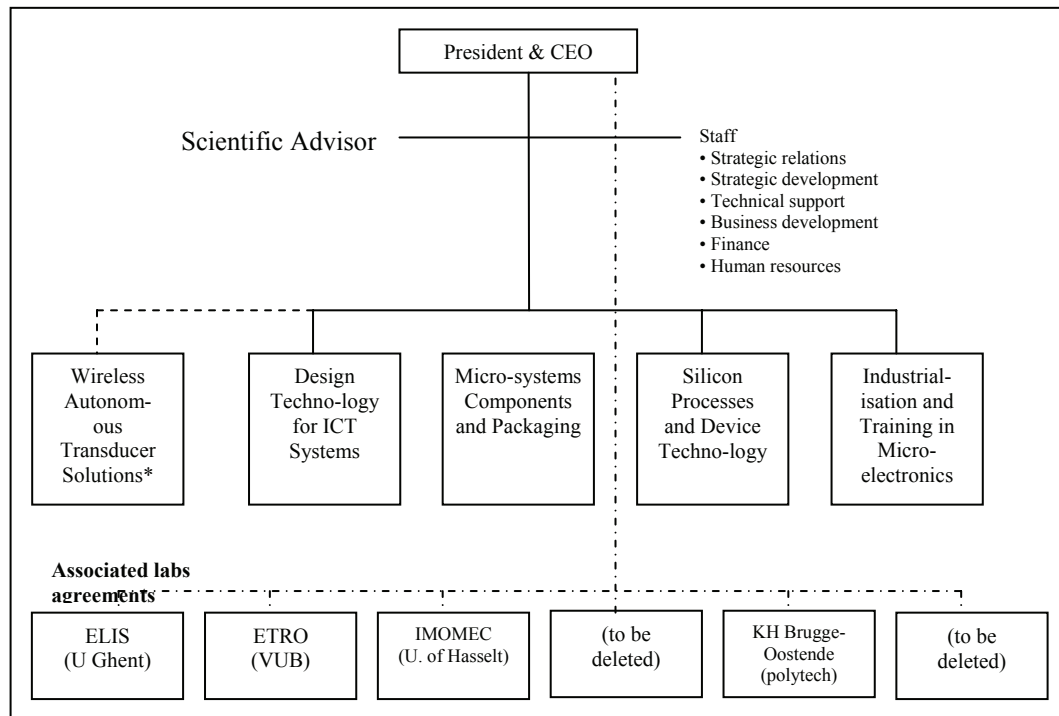 President & CEO
Scientific Advisor
Staff
• Strategic relations
• Strategic development
• Technical support
• Business development
• Finance
• Human resources
Wireless
Autonom-
ous
Transducer
Solutions*
Design
Techno-logy
for ICT
Systems
Micro-systems
Components
and Packaging
Silicon
Processes
and Device
Techno-logy
Industrial-
isation and
Training in
Micro-
electronics
Associated labs
agreements
ELIS
(U Ghent)
ETRO
(VUB)
IMOMEC
(U. of Hasselt)
(to be
deleted)
KH Brugge-
Oostende
(polytech)
(to be
deleted)